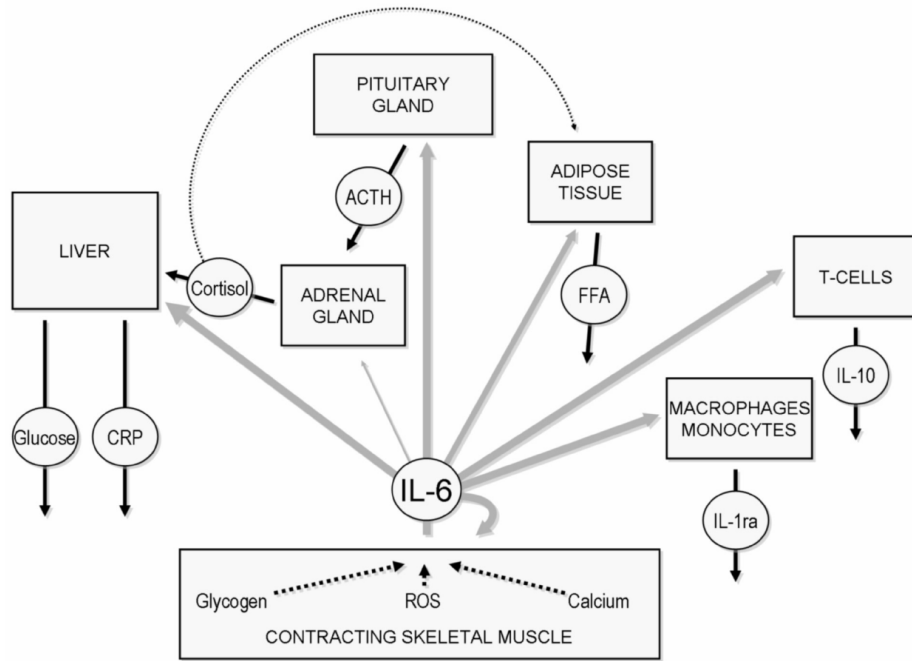 PITUITARY
GLAND
ADIPOSE
TISSUE
ACTH
LIVER
Cortisol
ADRENAL
GLAND
FFA
T-CELLS
IL-10
MACROPHAGES
MONOCYTES
Glucose
CRP
IL-6
IL-1ra
Glycogen
ROS
Calcium
CONTRACTING SKELETAL MUSCLE